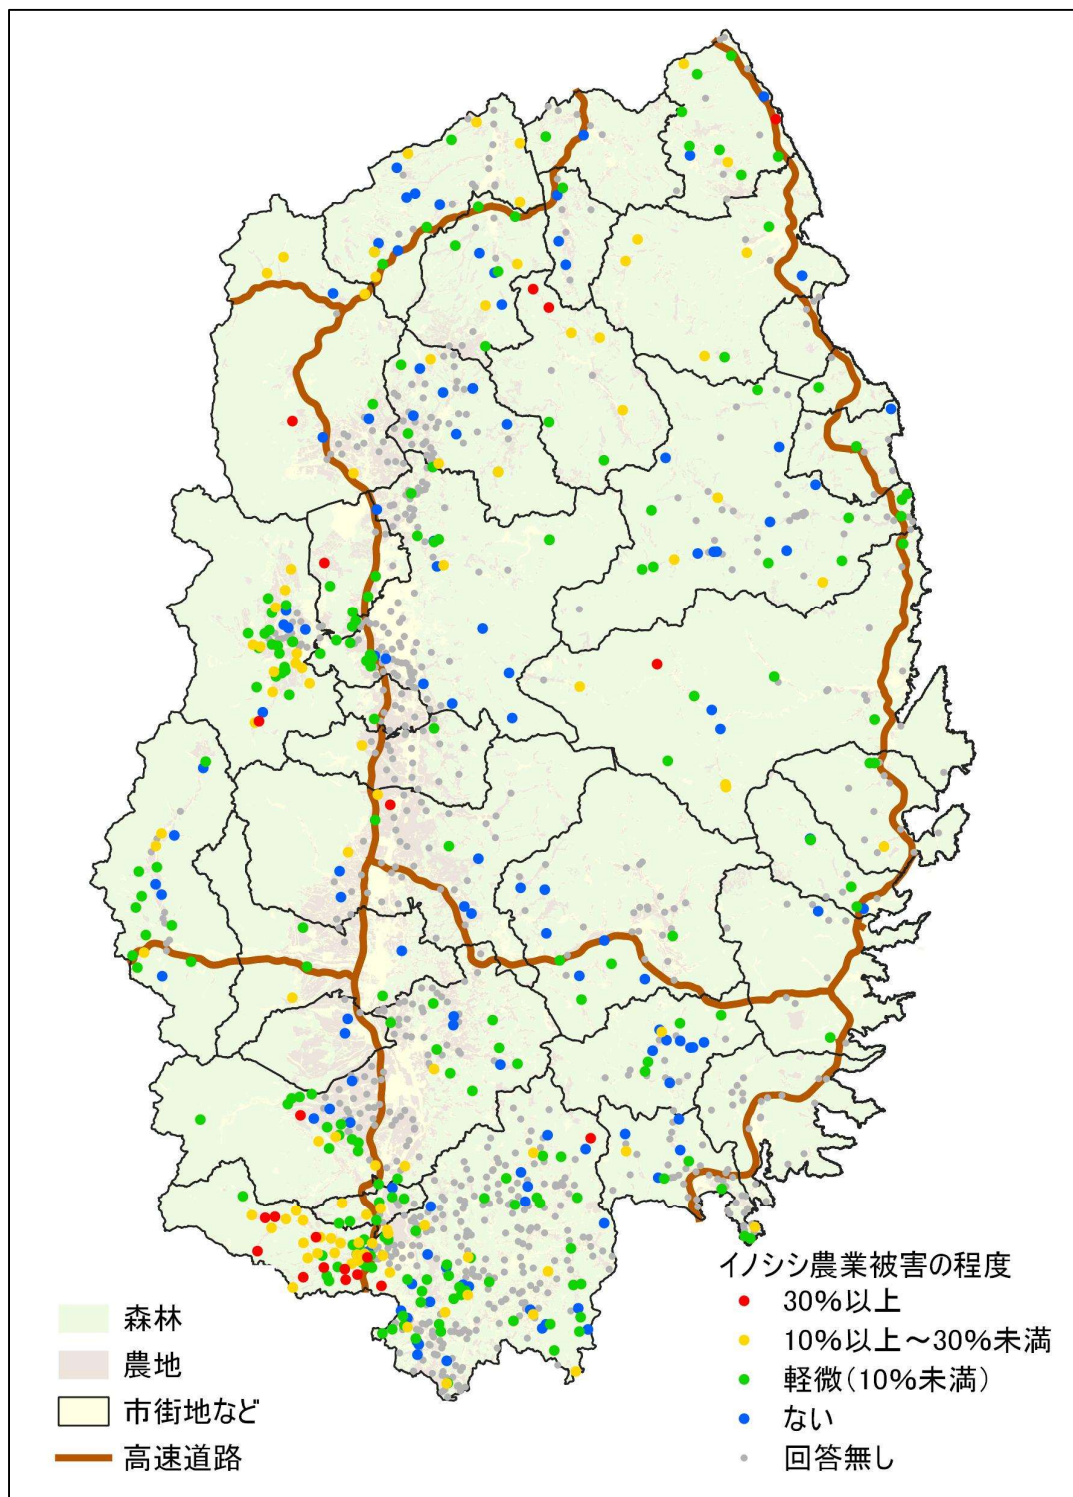 イノシシ農業被害の程度
30%以上
10%以上～30%未満
軽微(10%未満)
ない
回答無し
森林
農地
市街地など
高速道路